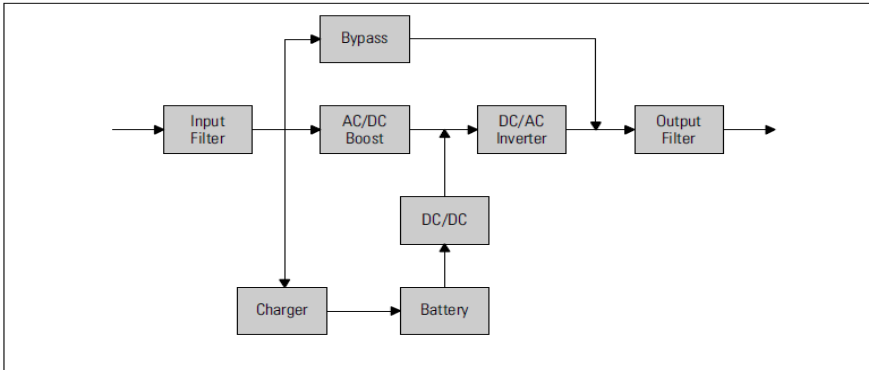 Bypass
Input
Filter
AC/DC
Boost
DC/AC
Inverter
Output
Filter
DC/DC
Charger
Battery